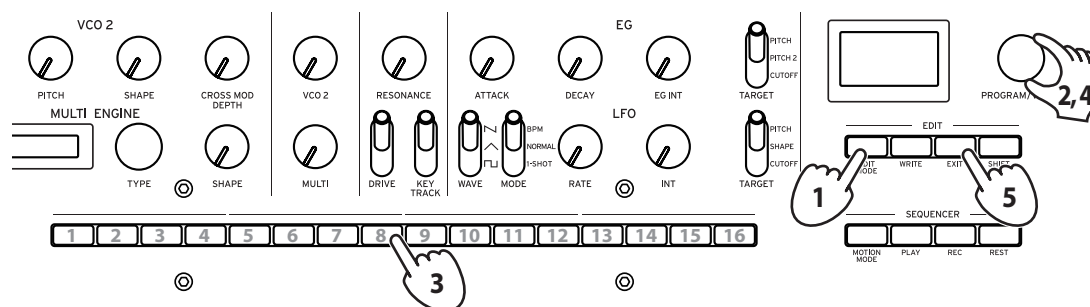 VCO 2
PITCH
SHAPE
CROSS MOD
DEPTH
VCO 2
RESONANCE
EG
ATTACK
DECAY
EG INT
PITCH
PITCH 2
CUTOFF
TARGET
PROGRAM/
2,4
MULTI ENGINE
TYPE
SHAPE
MULTI
DRIVE
KEY
TRACK
WAVE
BPM
NORMAL
1-SHOT
MODE
LFO
RATE
INT
PITCH
SHAPE
CUTOFF
TARGET
EDIT
MODE
WRITE
EXIT
SHIFT
1
5
1 2 3 4 5 6 7 8 9 10 11 12 13 14 15 16
3
SEQUENCER
MOTION
MODE
PLAY
REC
REST